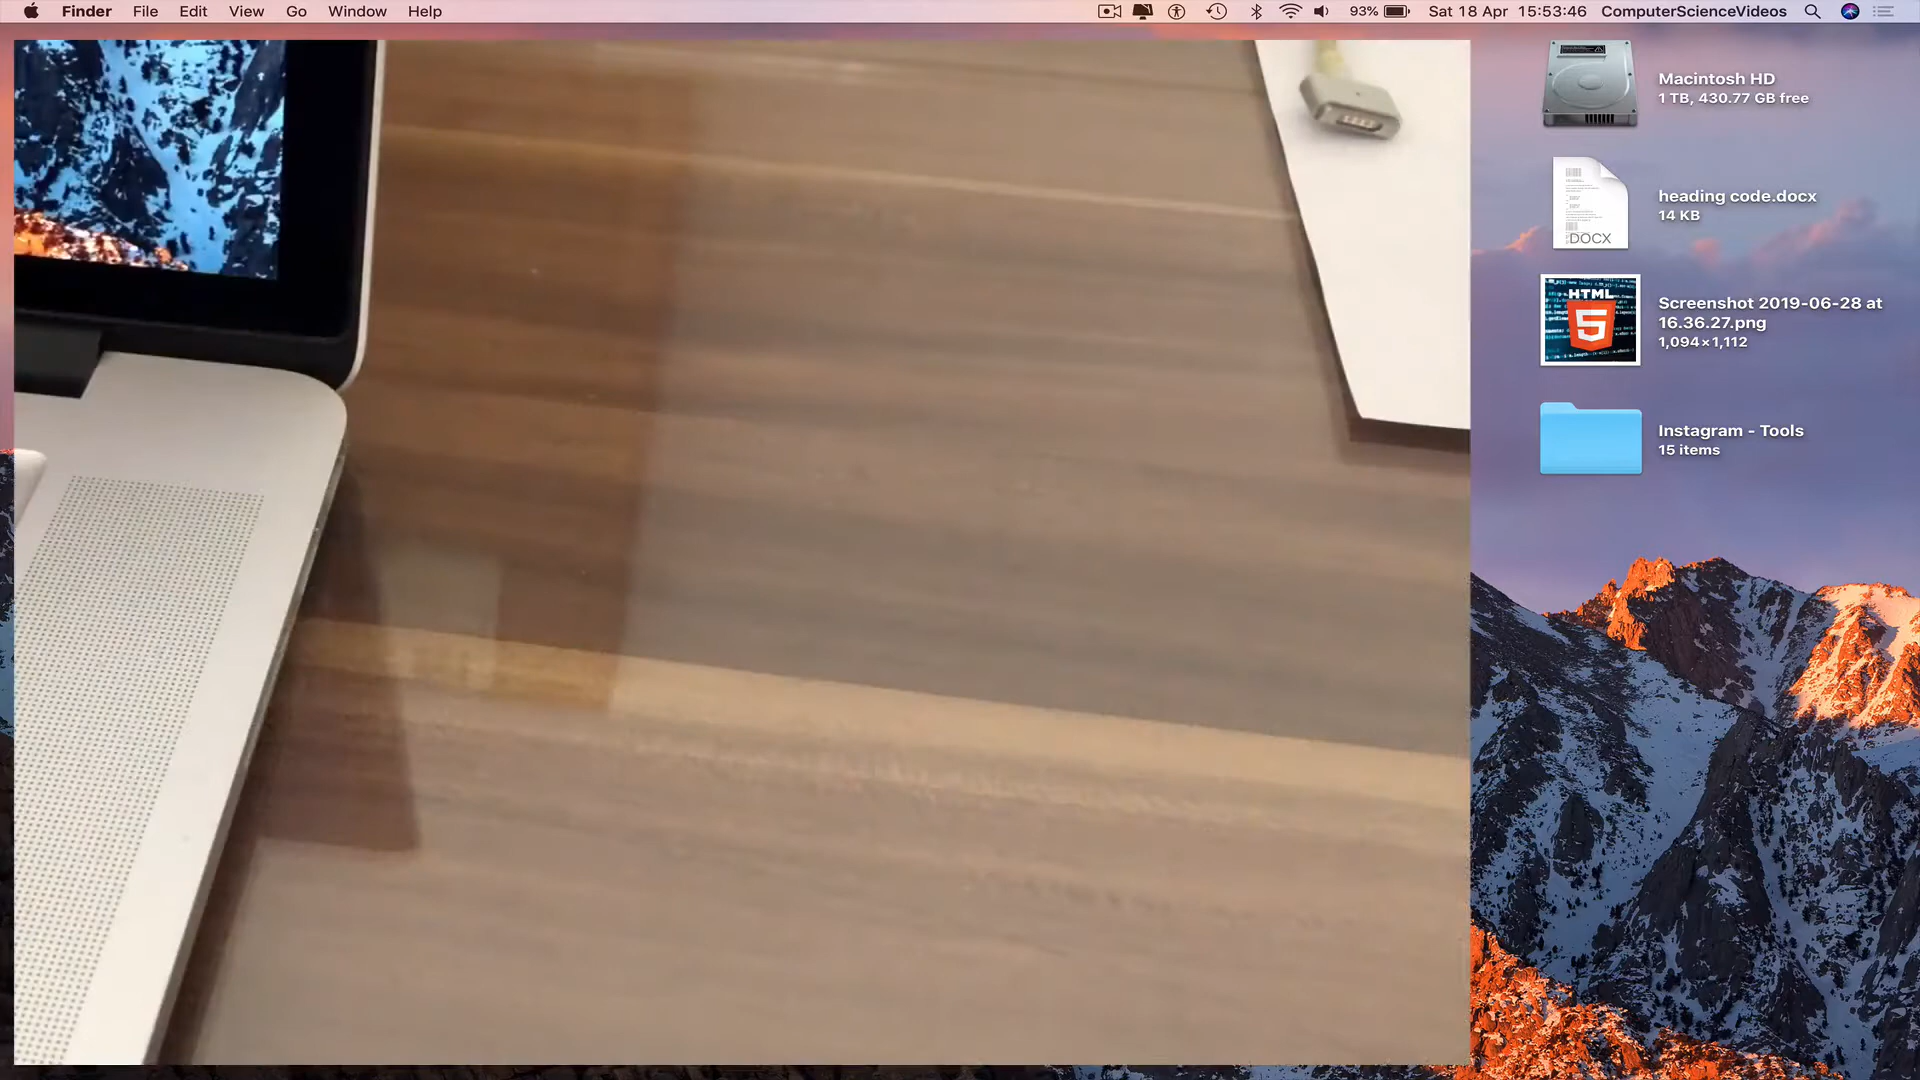 Finder File Edit View Go Window Help 93% Sat 18 Apr 15:53:46 ComputerScienceVideos
Macintosh HD
1 TB, 430.77 GB free
heading code.docx
14 KB
DOCX
HTML
5
Screenshot 2019-06-28 at
16.36.27.png
1,094×1,112
Instagram - Tools
15 items